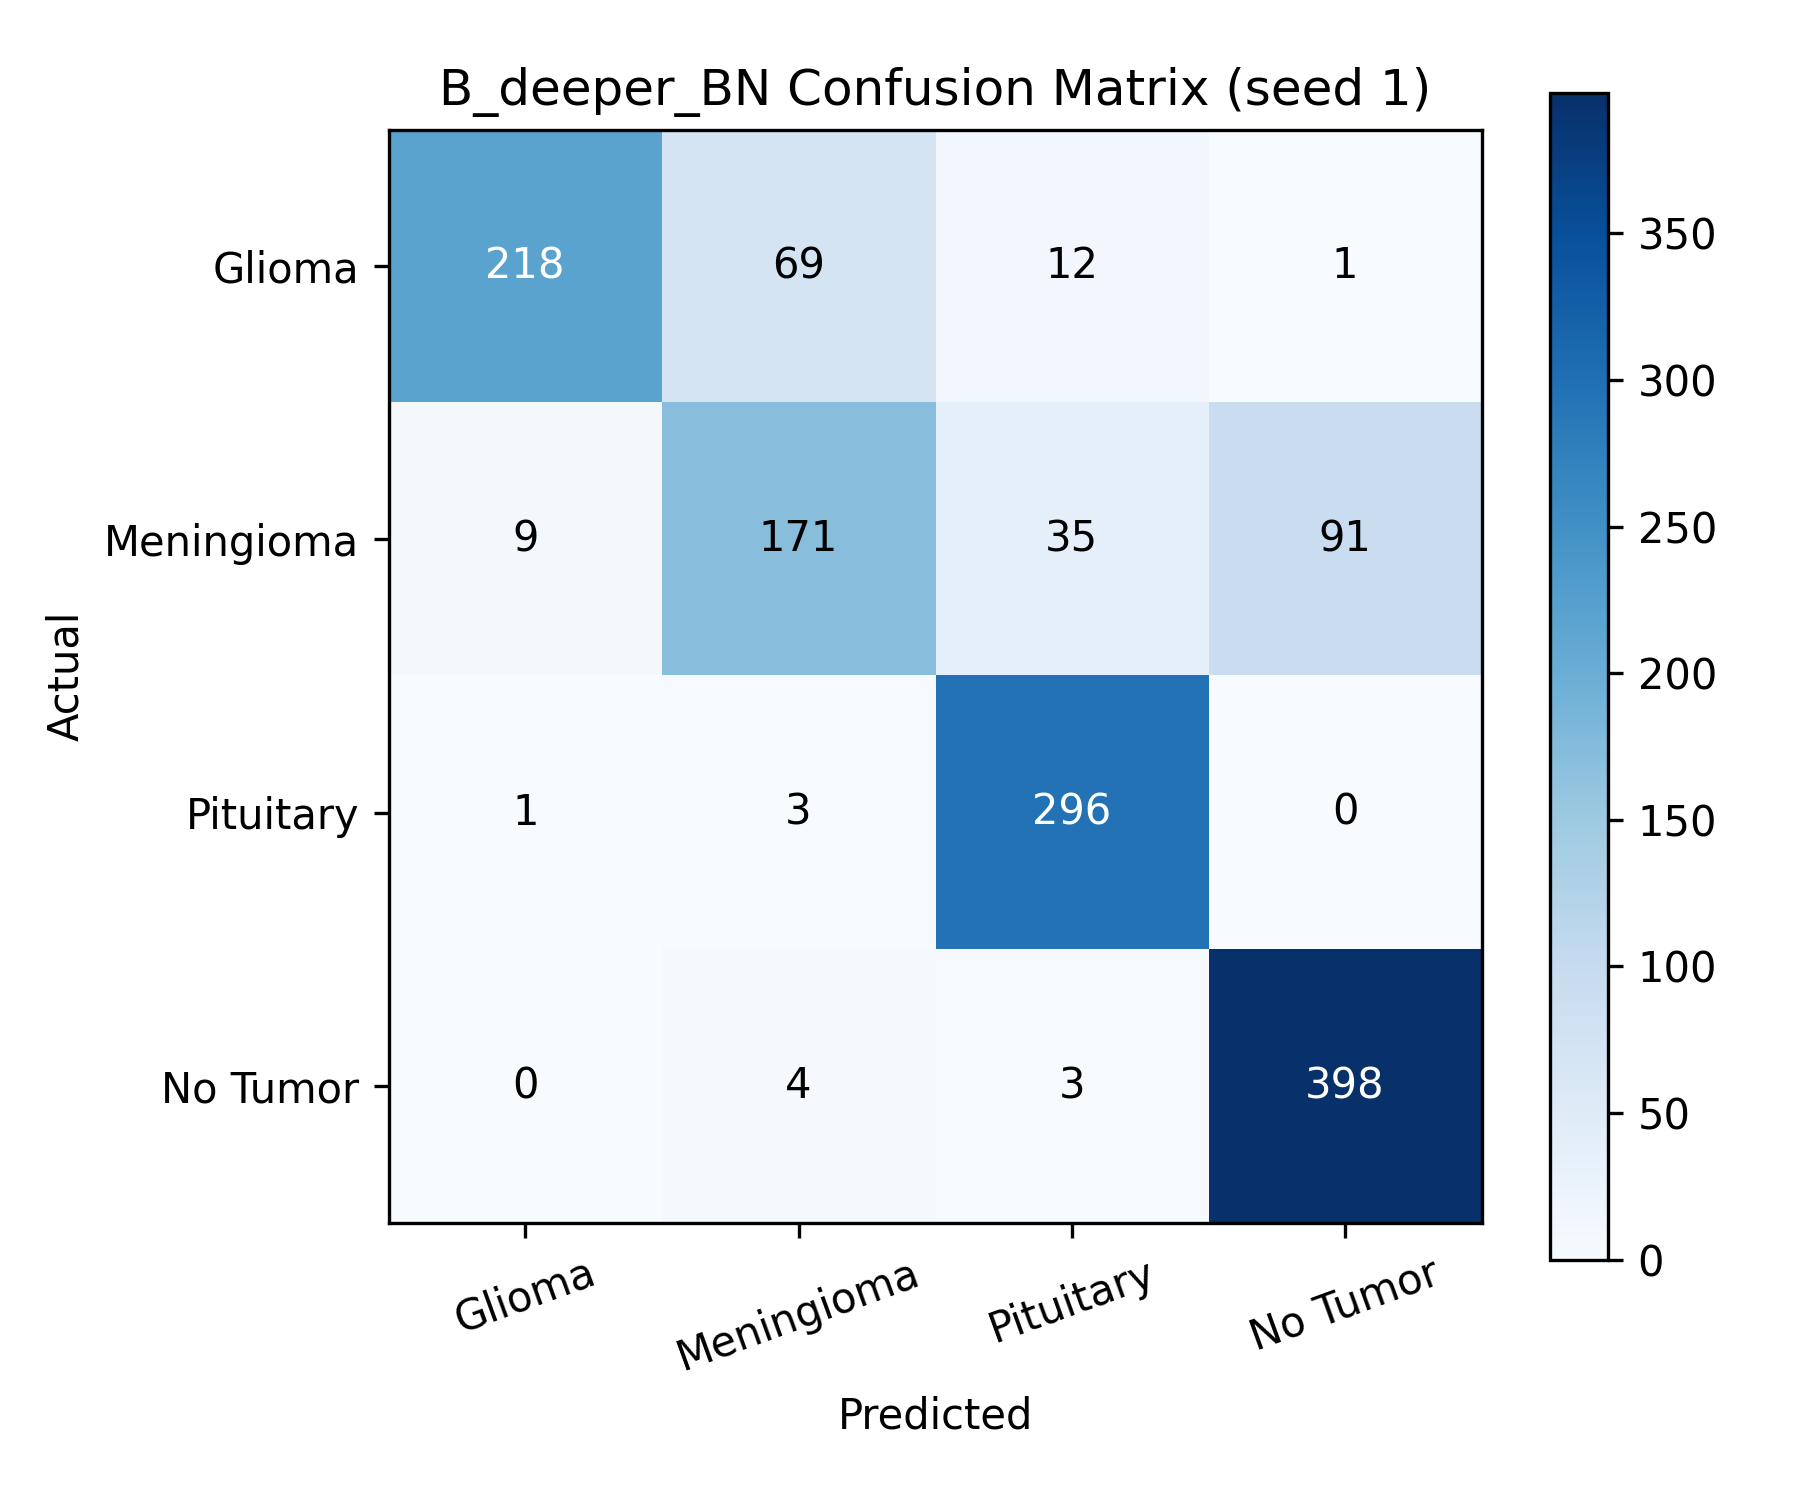 B_deeper_BN Confusion Matrix (seed 1)
Glioma 218 69 12 1
Meningioma 9 171 35 91
Pituitary 1 3 296 0
No Tumor 0 4 3 398
Actual
Glioma Meningioma Pituitary No Tumor
Predicted
350
300
250
200
150
100
50
0